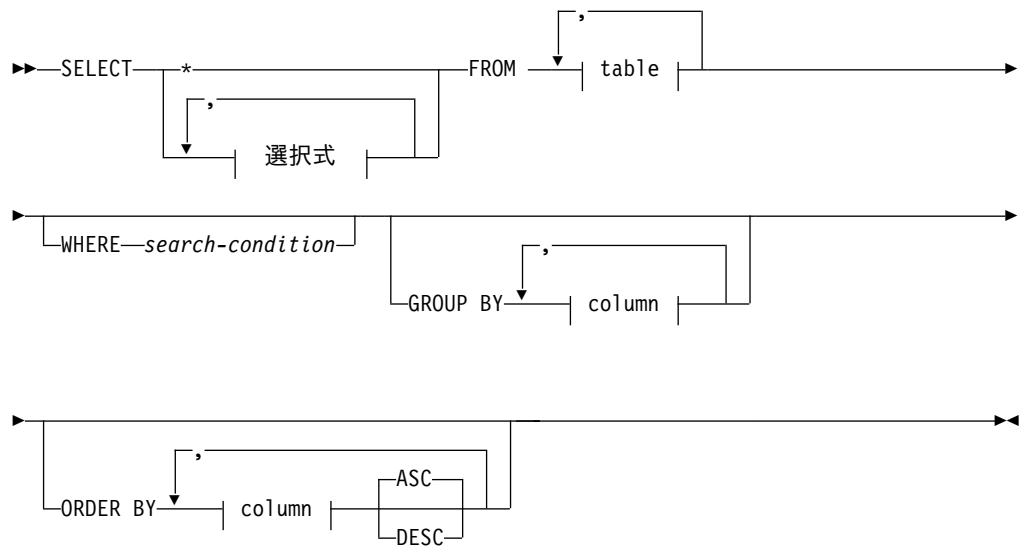 ,
SELECT * FROM table
,
選択式
WHERE search-condition
,
GROUP BY column
,
ASC
ORDER BY column
DESC